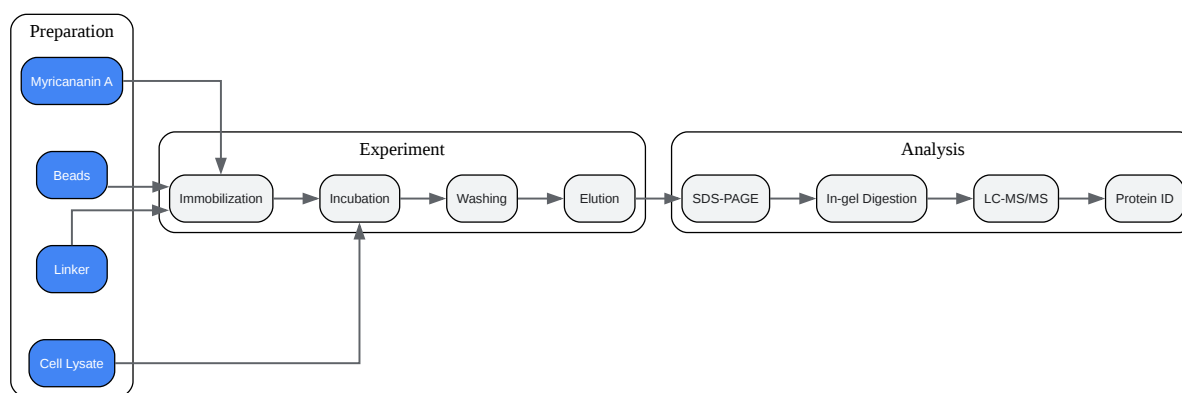 Preparation
Myricananin A
Beads
Linker
Cell Lysate
Experiment
Immobilization
Incubation
Washing
Elution
Analysis
SDS-PAGE
In-gel Digestion
LC-MS/MS
Protein ID